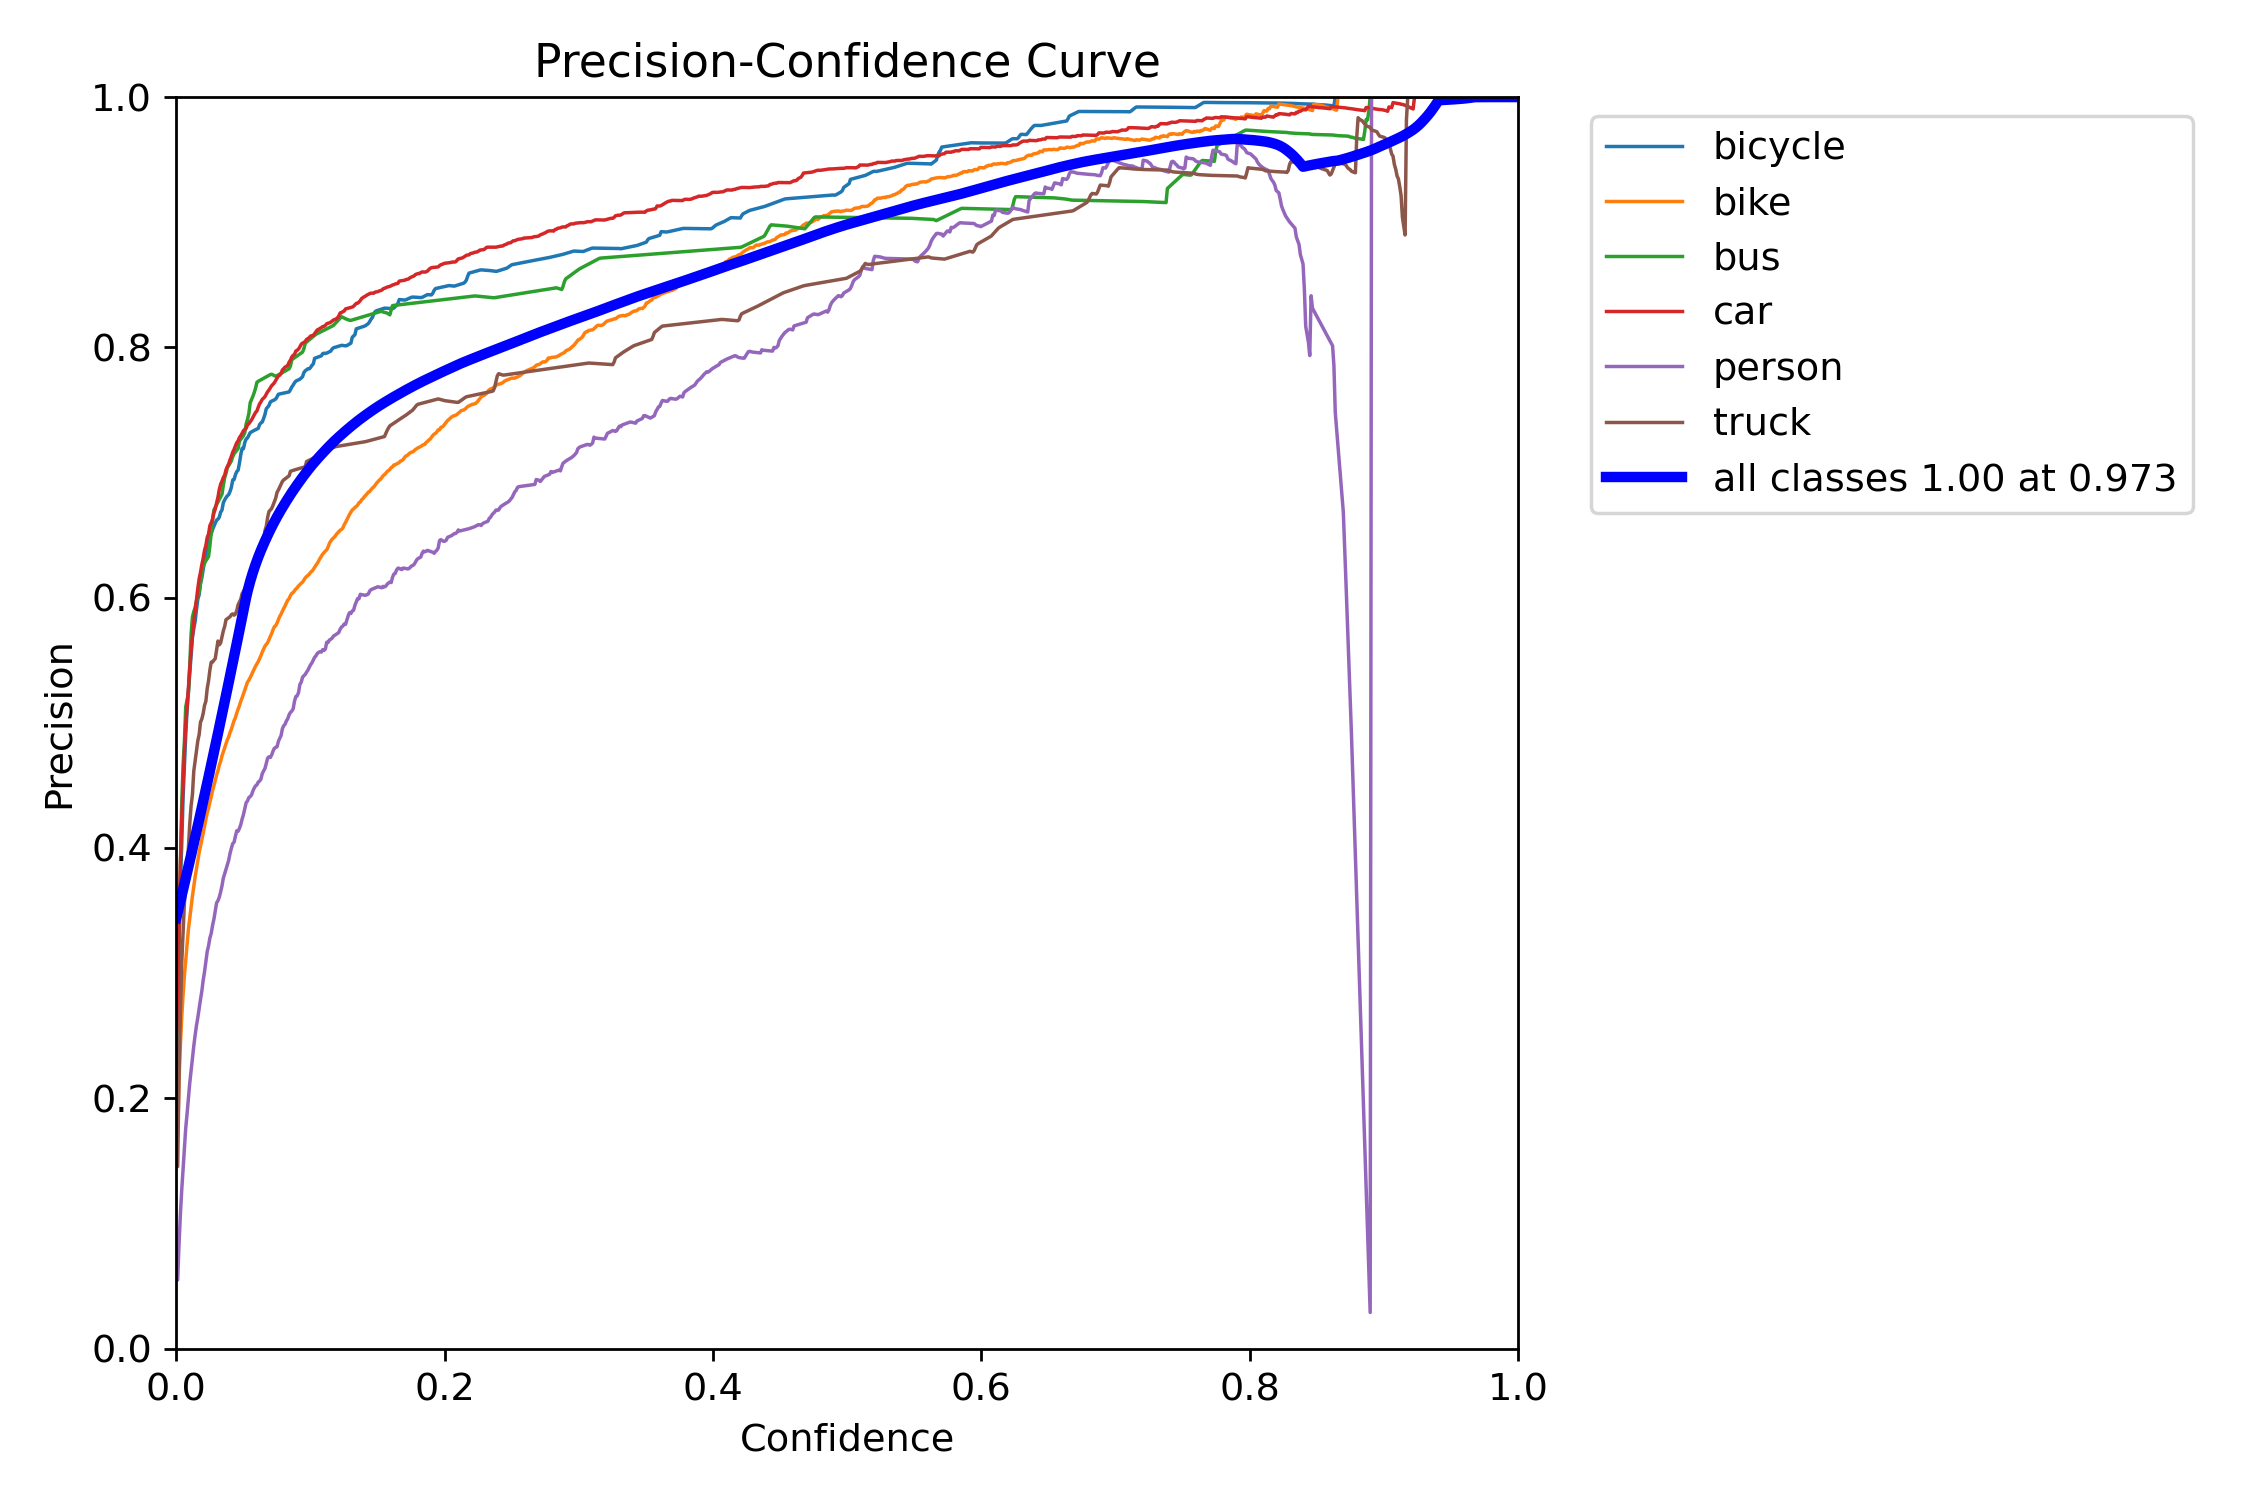 Precision-Confidence Curve
1.0
0.8
0.6
0.4
0.2
0.0
Precision
0.0 0.2 0.4 0.6 0.8 1.0
Confidence
bicycle
bike
bus
car
person
truck
all classes 1.00 at 0.973